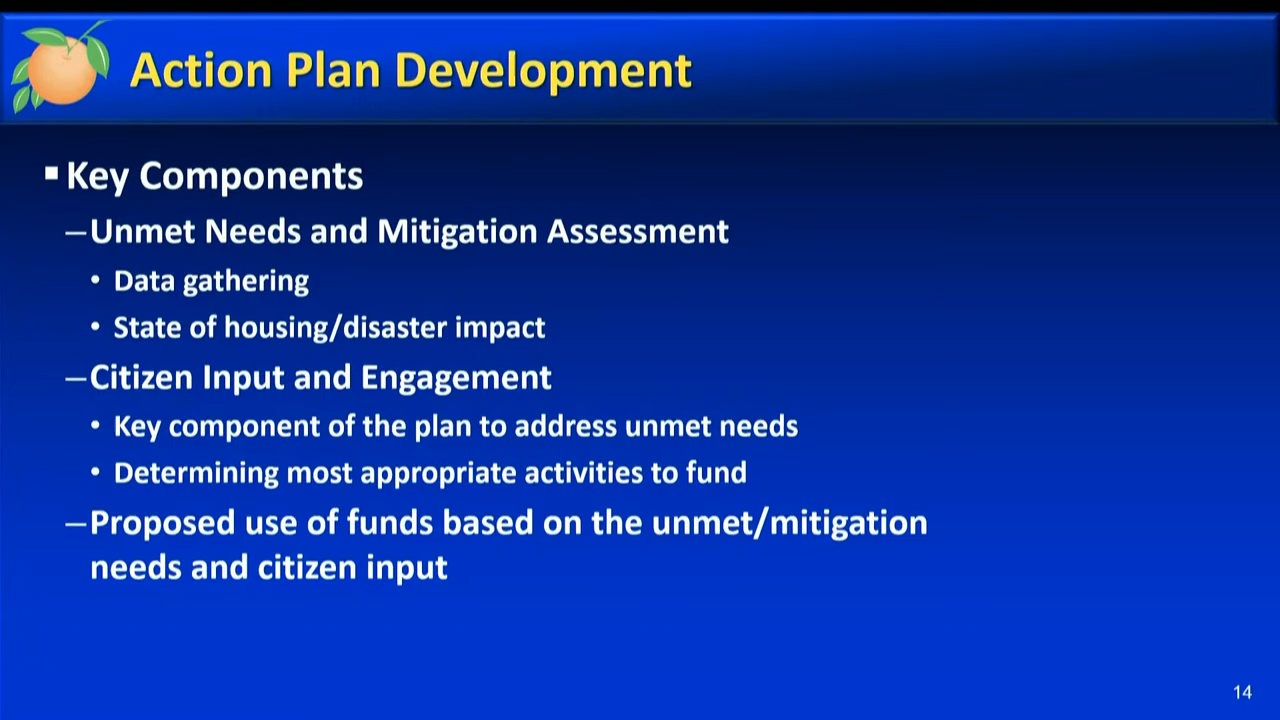 Action Plan Development
▪ Key Components
–Unmet Needs and Mitigation Assessment
• Data gathering
• State of housing/disaster impact
–Citizen Input and Engagement
• Key component of the plan to address unmet needs
• Determining most appropriate activities to fund
–Proposed use of funds based on the unmet/mitigation
needs and citizen input
14